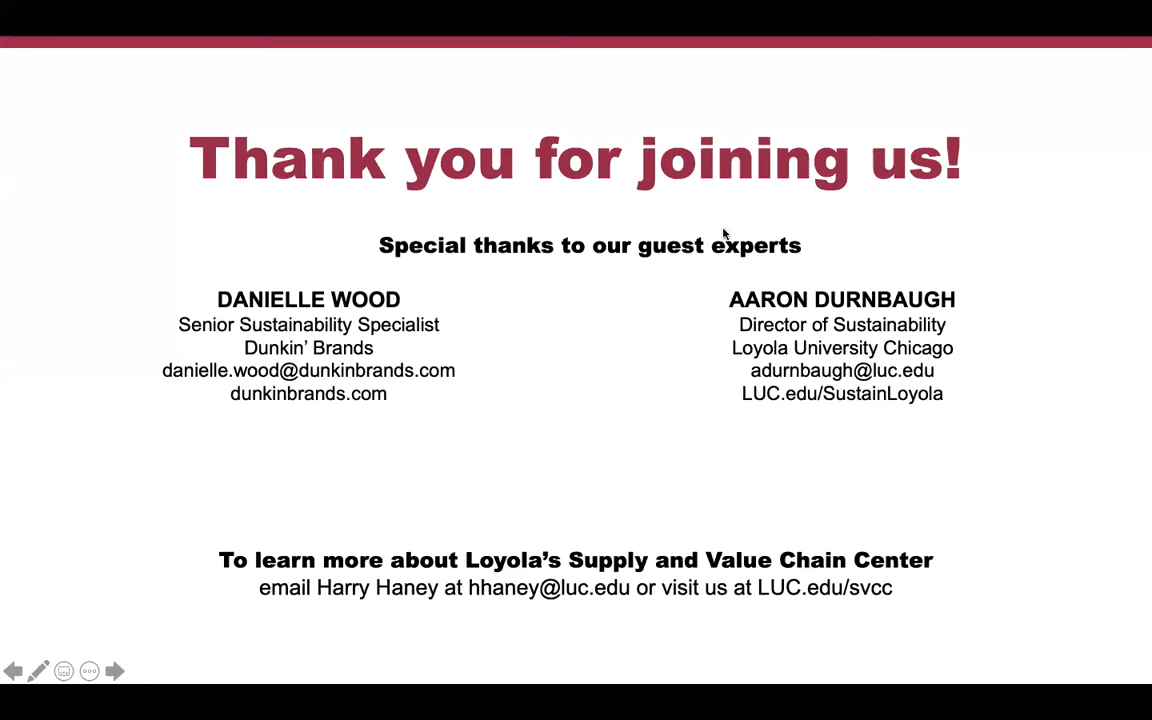 Thank you for joining us!
Special thanks to our guest experts
DANIELLE WOOD
Senior Sustainability Specialist
Dunkin’ Brands
danielle.wood@dunkinbrands.com
dunkinbrands.com
AARON DURNBAUGH
Director of Sustainability
Loyola University Chicago
adurnbaugh@luc.edu
LUC.edu/SustainLoyola
To learn more about Loyola’s Supply and Value Chain Center
email Harry Haney at hhaney@luc.edu or visit us at LUC.edu/svcc